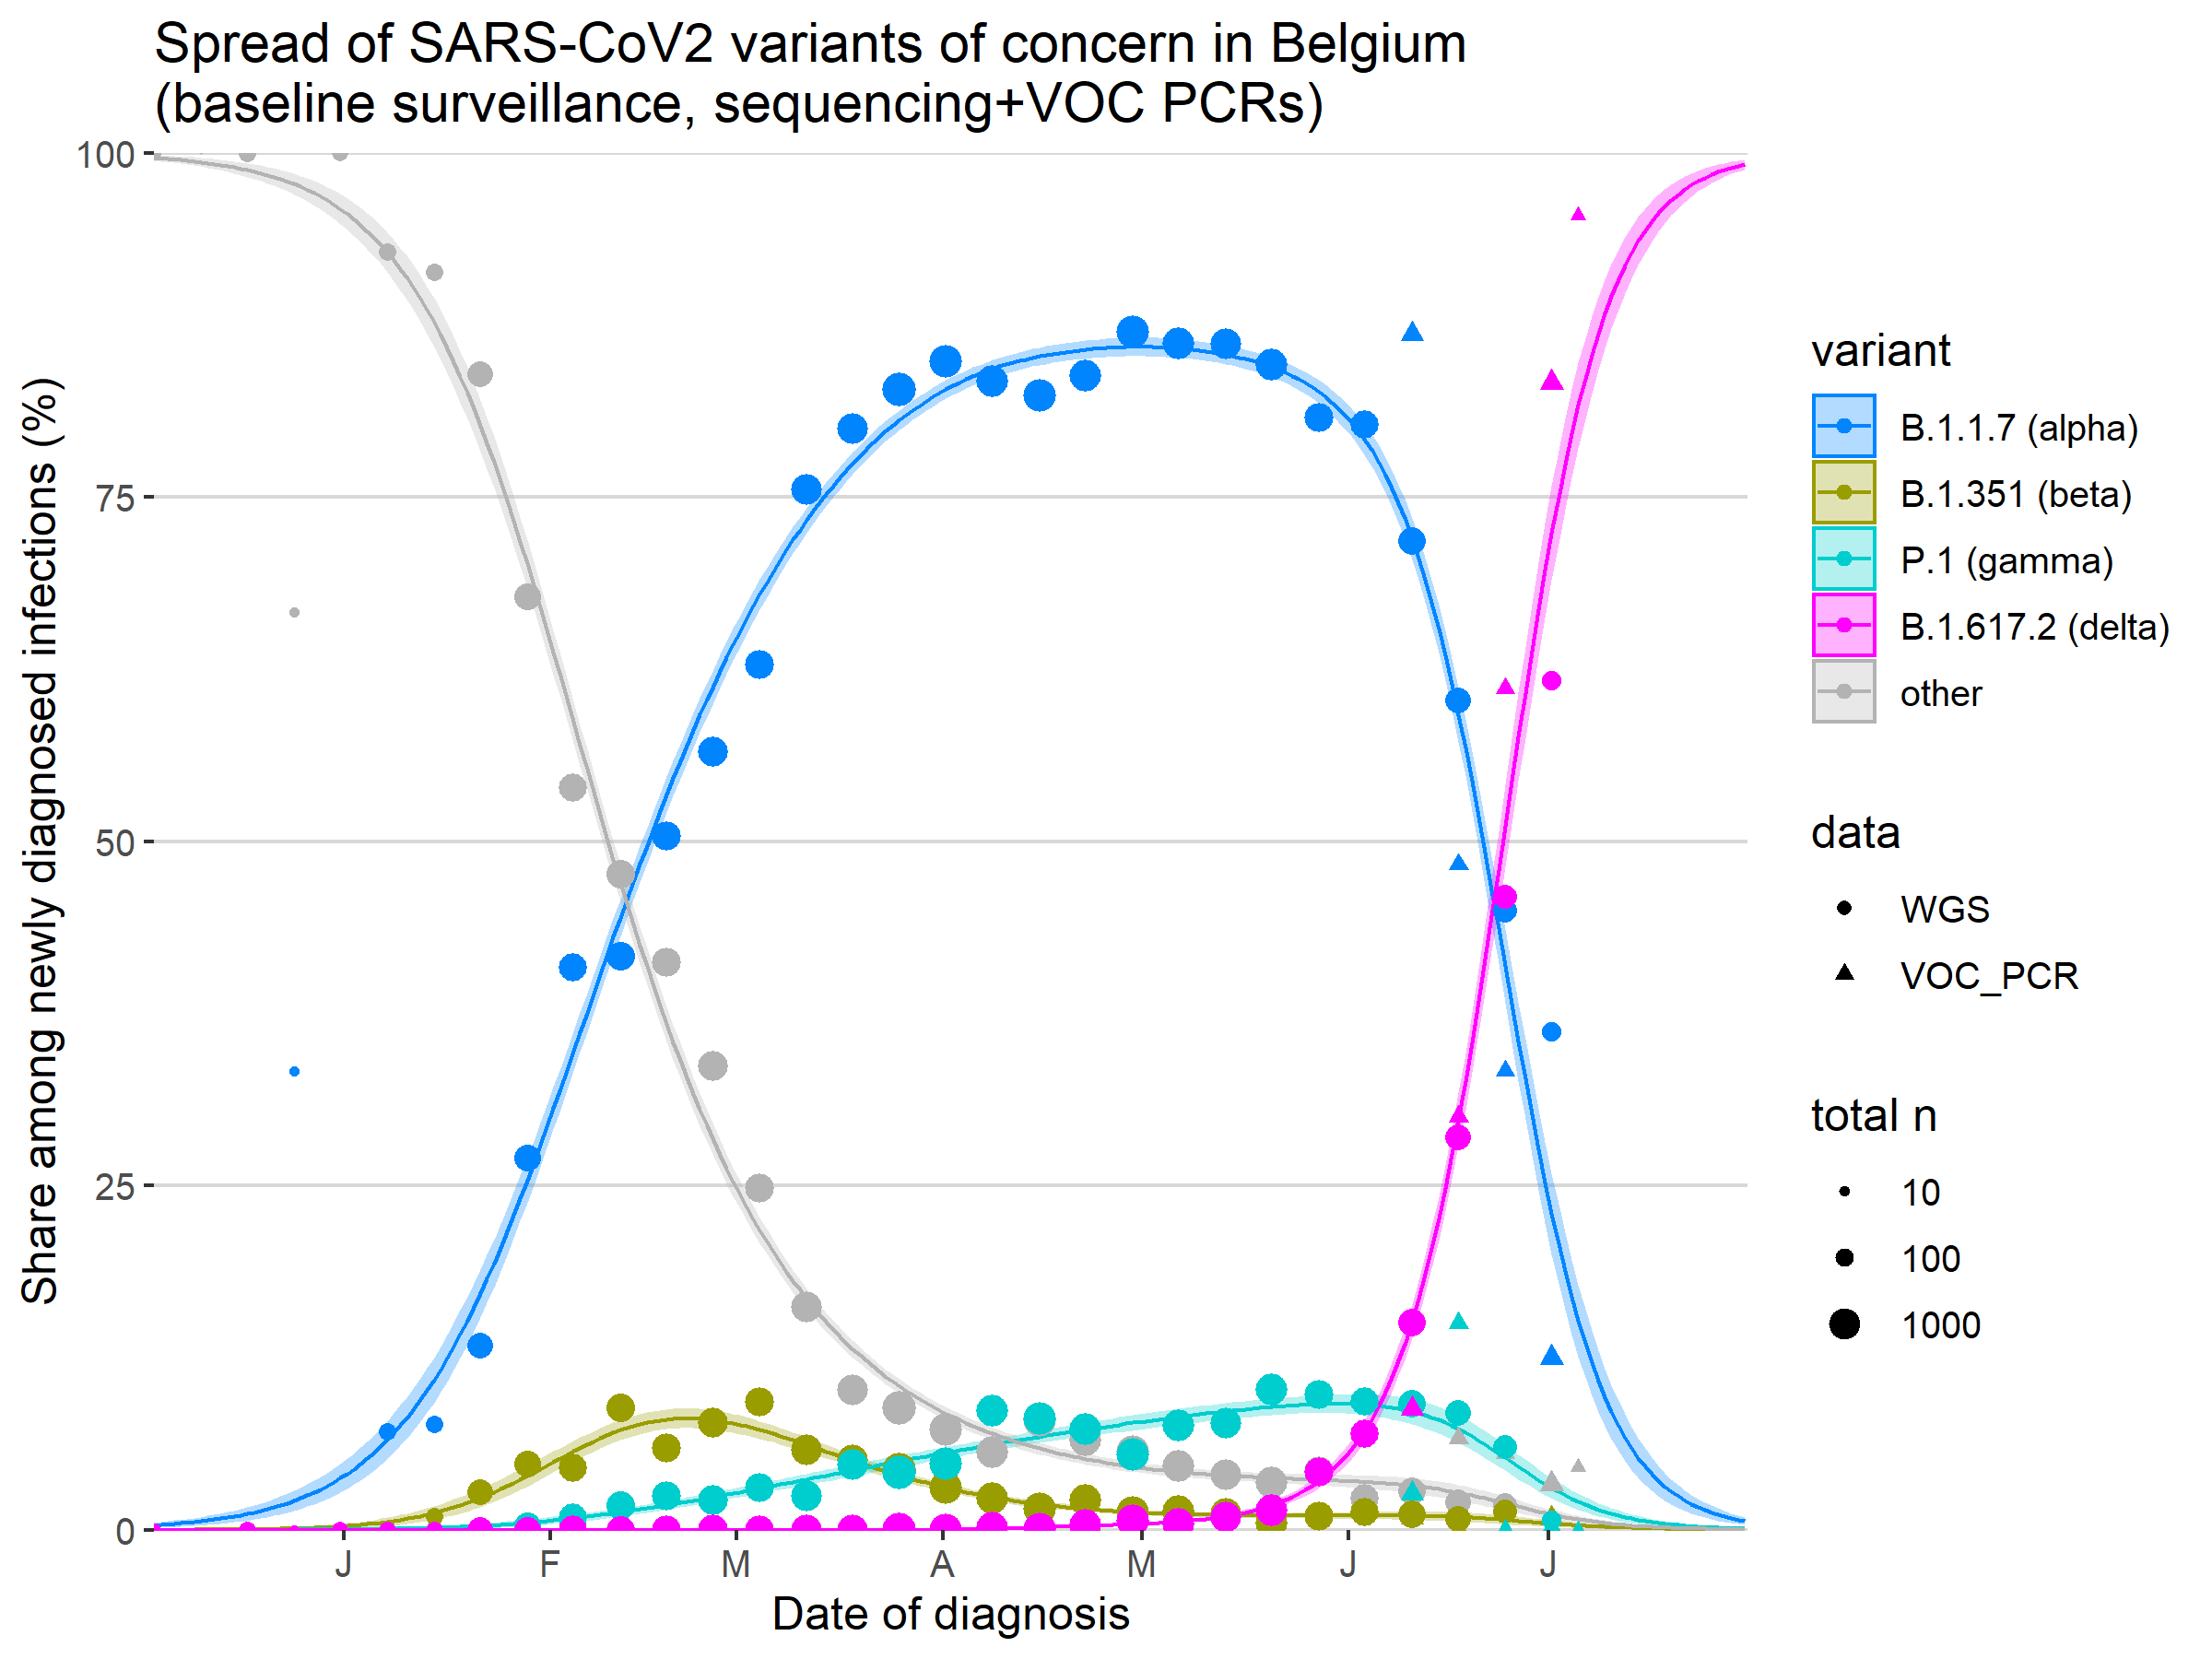 Spread of SARS-CoV2 variants of concern in Belgium
(baseline surveillance, sequencing+VOC PCRs)
Share among newly diagnosed infections (%)
100
75
50
25
0
J F M A M J J
Date of diagnosis
variant
B.1.1.7 (alpha)
B.1.351 (beta)
P.1 (gamma)
B.1.617.2 (delta)
other
data
WGS
VOC_PCR
total n
10
100
1000